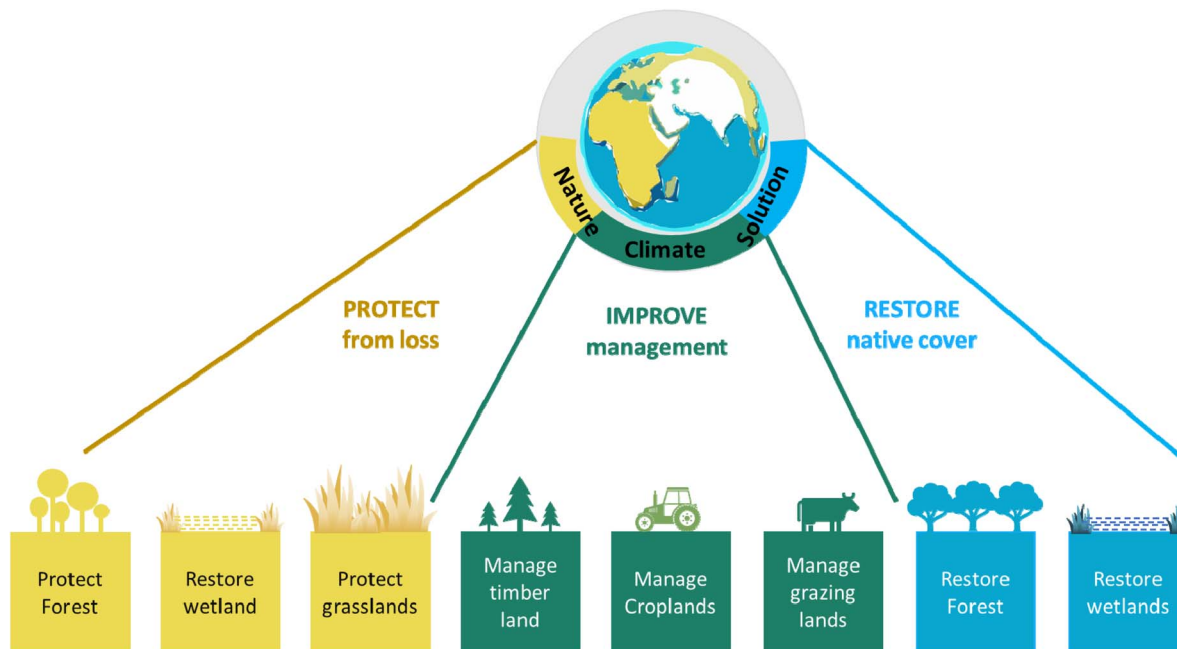 Nature
Climate
Solution
PROTECT
from loss
IMPROVE
management
RESTORE
native cover
Protect
Forest
Restore
wetland
Protect
grasslands
Manage
timber
land
Manage
Croplands
Manage
grazing
lands
Restore
Forest
Restore
wetlands